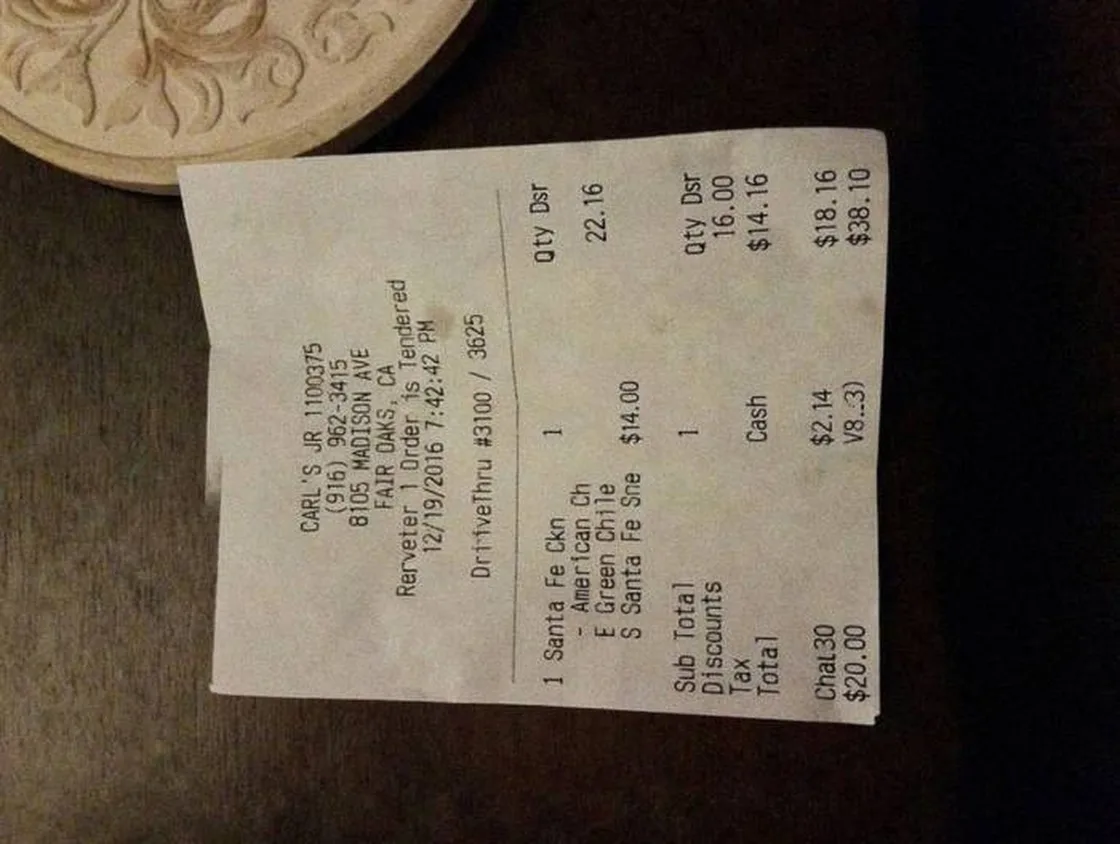 CARL'S JR 1100375
(916) 962-3415
8105 MADISON AVE
FAIR OAKS, CA
Rerveter 1 Order is Tendered
12/19/2016 7:42:42 PM
DriiveThru #3100 / 3625
Qty Dsr
1 Santa Fe Ckn 1
- American Ch 22.16
E Green Chile
S Santa Fe Sne $14.00
Sub Total 1 Qty Dsr
Discounts 16.00
Tax $14.16
Total Cash
Chal30 $2.14 $18.16
$20.00 V8..3) $38.10